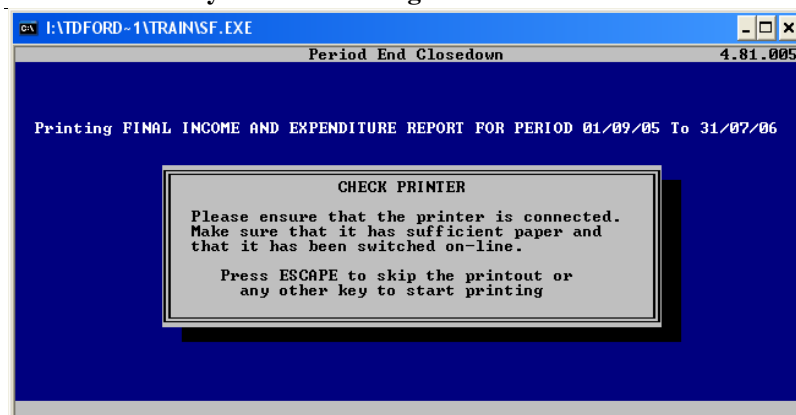 I:\TDFORD~1\TRAIN\SF.EXE
Period End Closedown 4.81.005
Printing FINAL INCOME AND EXPENDITURE REPORT FOR PERIOD 01/09/05 To 31/07/06
CHECK PRINTER
Please ensure that the printer is connected.
Make sure that it has sufficient paper and
that it has been switched on-line.
Press ESCAPE to skip the printout or
any other key to start printing